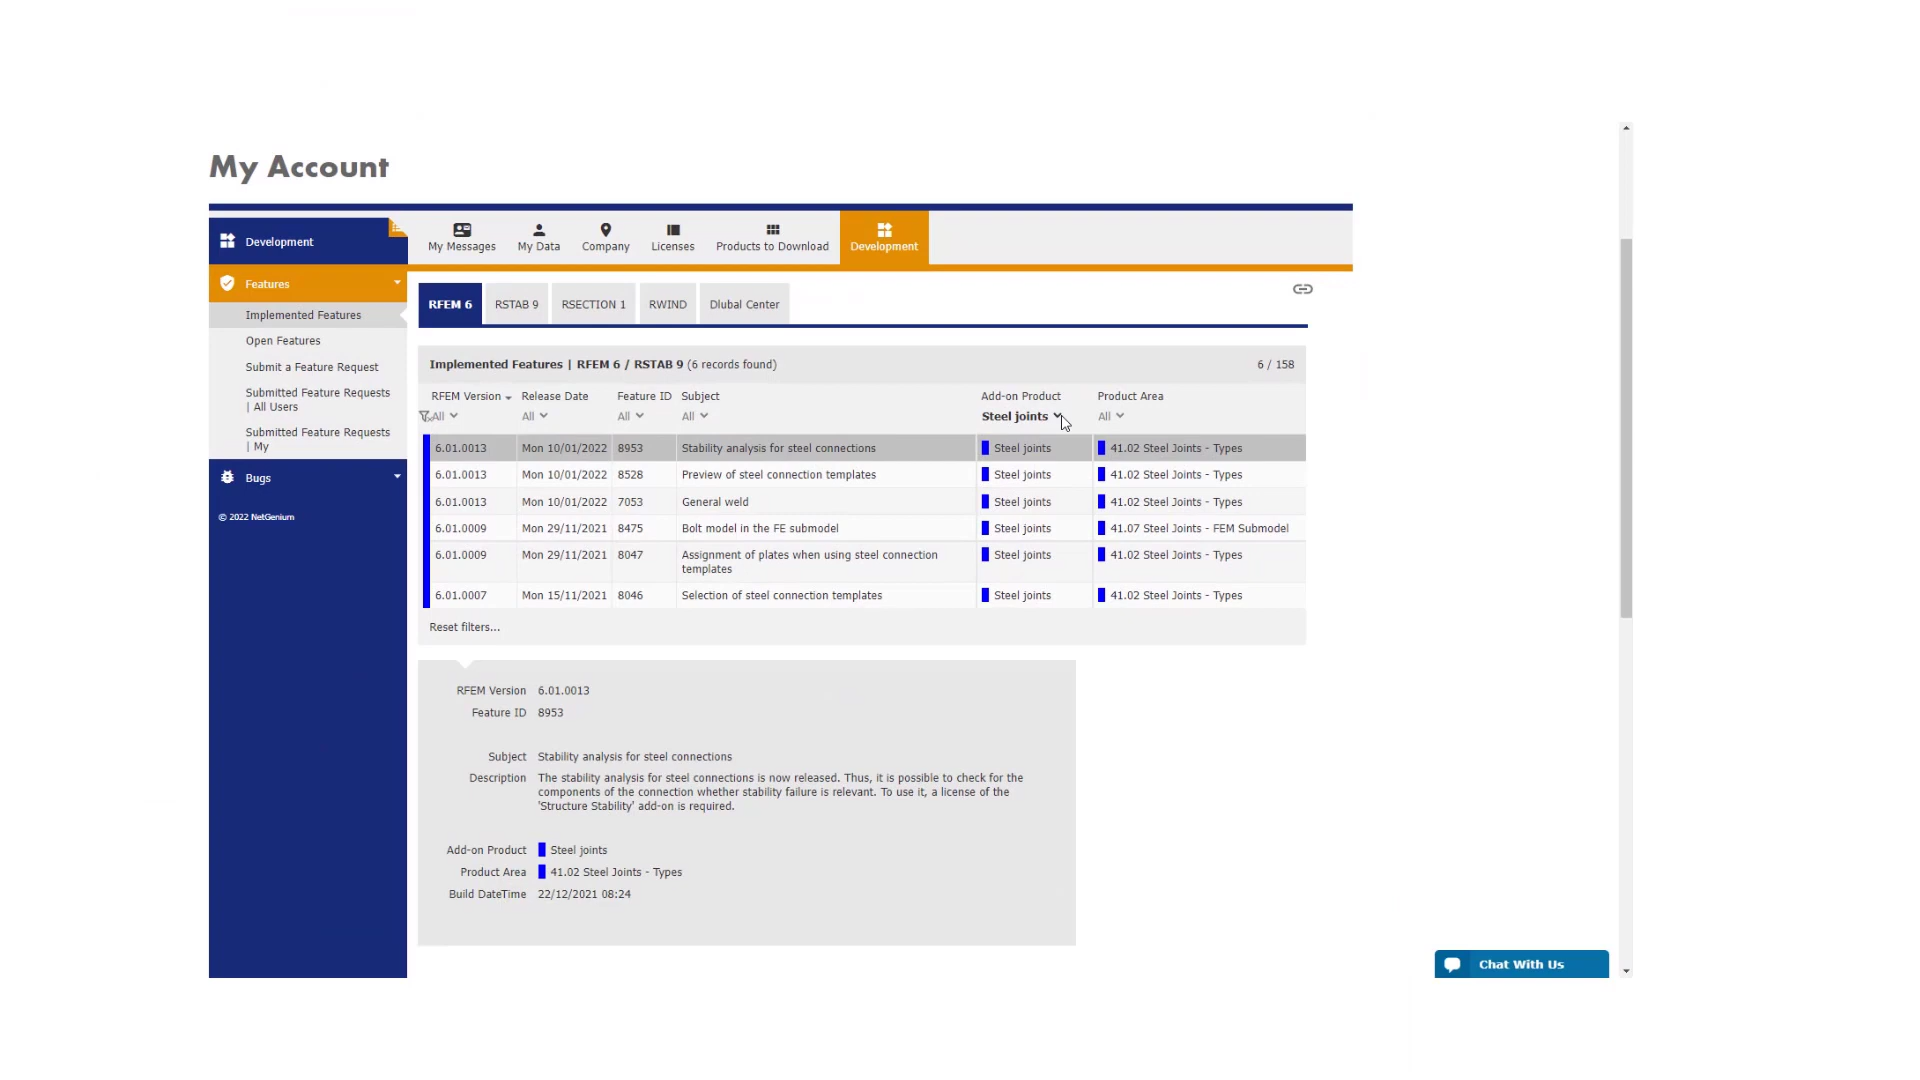 My Account
Development
My Messages
My Data
Company
Licenses
Products to Download
Development
Features
Implemented Features
Open Features
Submit a Feature Request
Submitted Feature Requests
| All Users
Submitted Feature Requests
| My
Bugs
© 2022 NetGenium
RFEM 6
RSTAB 9
RSECTION 1
RWIND
Dlubal Center
Implemented Features | RFEM 6 / RSTAB 9 (6 records found)
6 / 158
RFEM Version Release Date Feature ID Subject Add-on Product Product Area
All All All All Steel joints All
6.01.0013 Mon 10/01/2022 8953 Stability analysis for steel connections Steel joints 41.02 Steel Joints - Types
6.01.0013 Mon 10/01/2022 8528 Preview of steel connection templates Steel joints 41.02 Steel Joints - Types
6.01.0013 Mon 10/01/2022 7053 General weld Steel joints 41.02 Steel Joints - Types
6.01.0009 Mon 29/11/2021 8475 Bolt model in the FE submodel Steel joints 41.07 Steel Joints - FEM Submodel
6.01.0009 Mon 29/11/2021 8047 Assignment of plates when using steel connection Steel joints 41.02 Steel Joints - Types
templates
6.01.0007 Mon 15/11/2021 8046 Selection of steel connection templates Steel joints 41.02 Steel Joints - Types
Reset filters...
RFEM Version 6.01.0013
Feature ID 8953
Subject Stability analysis for steel connections
Description The stability analysis for steel connections is now released. Thus, it is possible to check for the
components of the connection whether stability failure is relevant. To use it, a license of the
'Structure Stability' add-on is required.
Add-on Product Steel joints
Product Area 41.02 Steel Joints - Types
Build DateTime 22/12/2021 08:24
Chat With Us